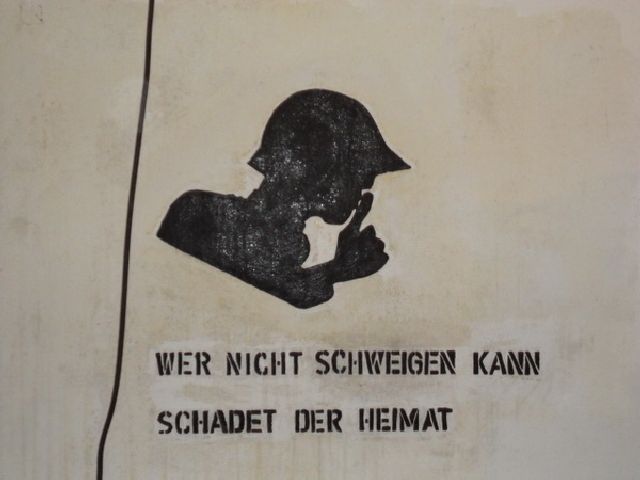 WER NICHT SCHWEIGEN KANN
SCHADET DER HEIMAT